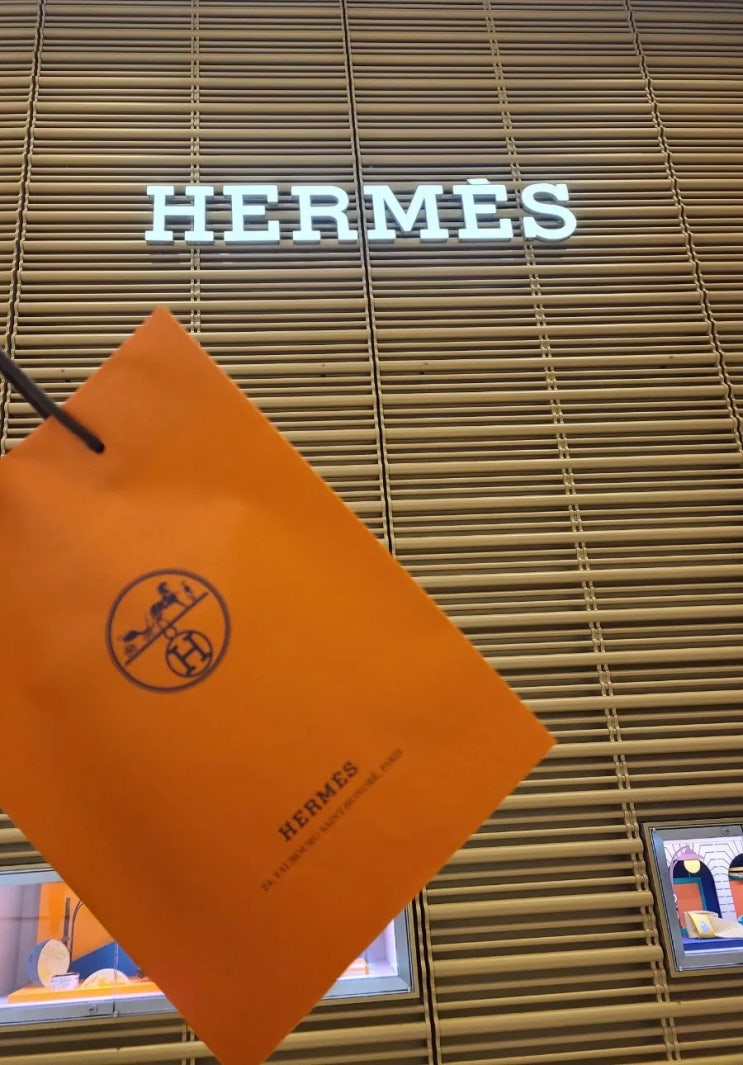 HERMÈS
H
HERMÈS
24, FAUBOURG SAINT-HONORÉ, PARIS